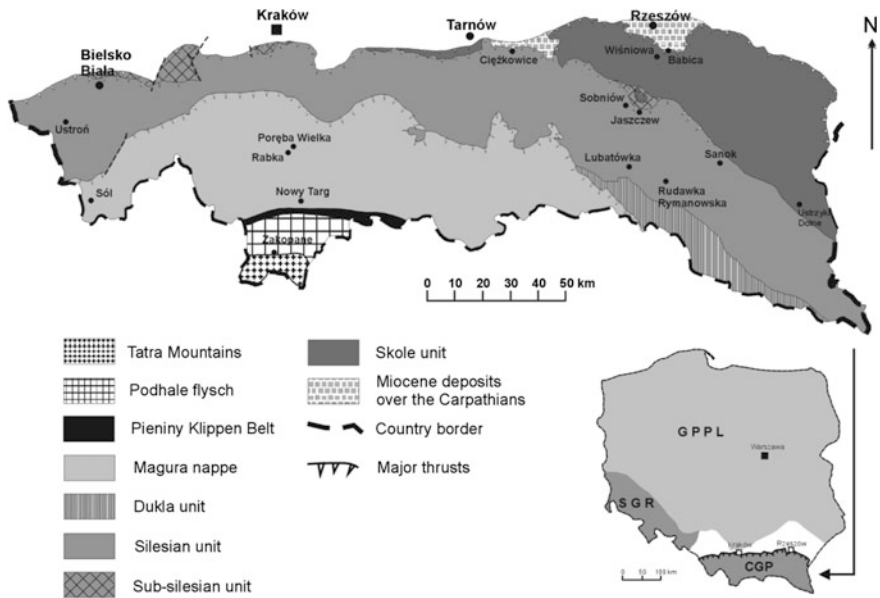 Kraków
Tarnów
Rzeszów
N
Bielsko
Biała
Ciężkowice
Wiśniowa
Babica
Sobniów
Jaszczew
Ustroń
Poręba Wielka
Rabka
Lubatówka
Sanok
Sól
Nowy Targ
Rudawka
Rymanowska
Ustrzyki
Dolne
Zakopane
0 10 20 30 40 50 km
Tatra Mountains
Podhale flysch
Pieniny Klippen Belt
Magura nappe
Dukla unit
Silesian unit
Sub-silesian unit
Skole unit
Miocene deposits
over the Carpathians
Country border
Major thrusts
GPPL
Warszawa
SGR
Kraków
Rzeszów
CGP
0 50 100 km